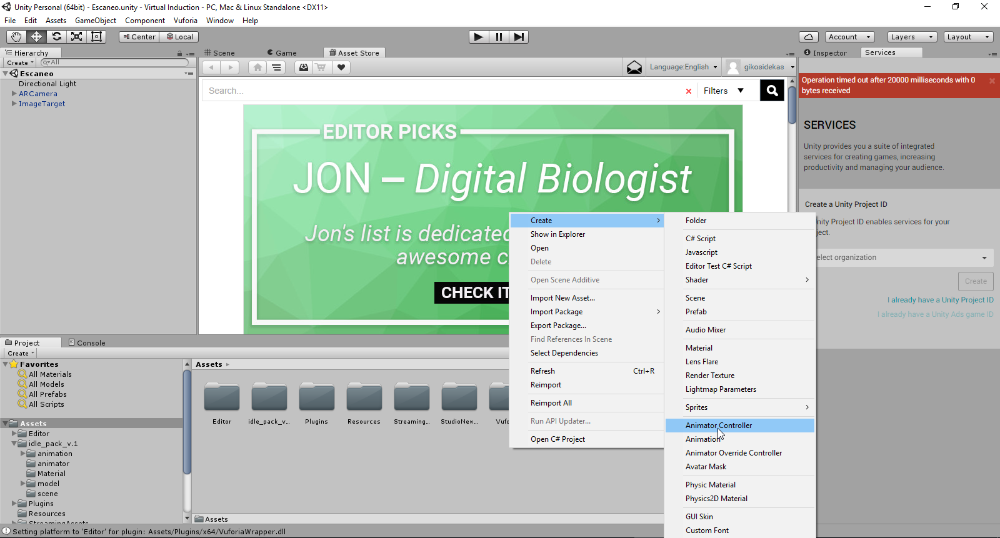 Unity Personal (64bit) - Escaneo.unity - Virtual Induction - PC, Mac & Linux Standalone <DX11>
File Edit Assets GameObject Component Vuforia Window Help
Center Local Account Layers Layout
Hierarchy Scene Game Asset Store Inspector Services
Create All
Language:English gikosidekas
Escaneo
Directional Light
ARCamera
ImageTarget
Search... Filters
Operation timed out after 20000 milliseconds with 0
bytes received
EDITOR PICKS
JON – Digital Biologist
Jon's list is dedicated
awesome c
CHECK IT
SERVICES
Unity provides you a suite of integrated
services for creating games, increasing
productivity and managing your audience.
Create a Unity Project ID
nity Project ID enables services for your
ject.
elect organization
Create
I already have a Unity Project ID
I already have a Unity Ads game ID
Create
Show in Explorer
Open
Delete
Open Scene Additive
Import New Asset...
Import Package
Export Package...
Find References In Scene
Select Dependencies
Refresh Ctrl+R
Reimport
Reimport All
Run API Updater...
Open C# Project
Folder
C# Script
Javascript
Editor Test C# Script
Shader
Scene
Prefab
Audio Mixer
Material
Lens Flare
Render Texture
Lightmap Parameters
Sprites
Animator Controller
Animation
Animator Override Controller
Avatar Mask
Physic Material
Physics2D Material
GUI Skin
Custom Font
Project Console
Create
Favorites
All Materials
All Models
All Prefabs
All Scripts
Assets
Editor
idle_pack_v.1
animation
animator
Material
model
scene
Plugins
Resources
StreamingAssets
Assets
Editor idle_pack_v... Plugins Resources Streaming... StudioNew... Vufo
Assets
Setting platform to 'Editor' for plugin: Assets/Plugins/x64/VuforiaWrapper.dll